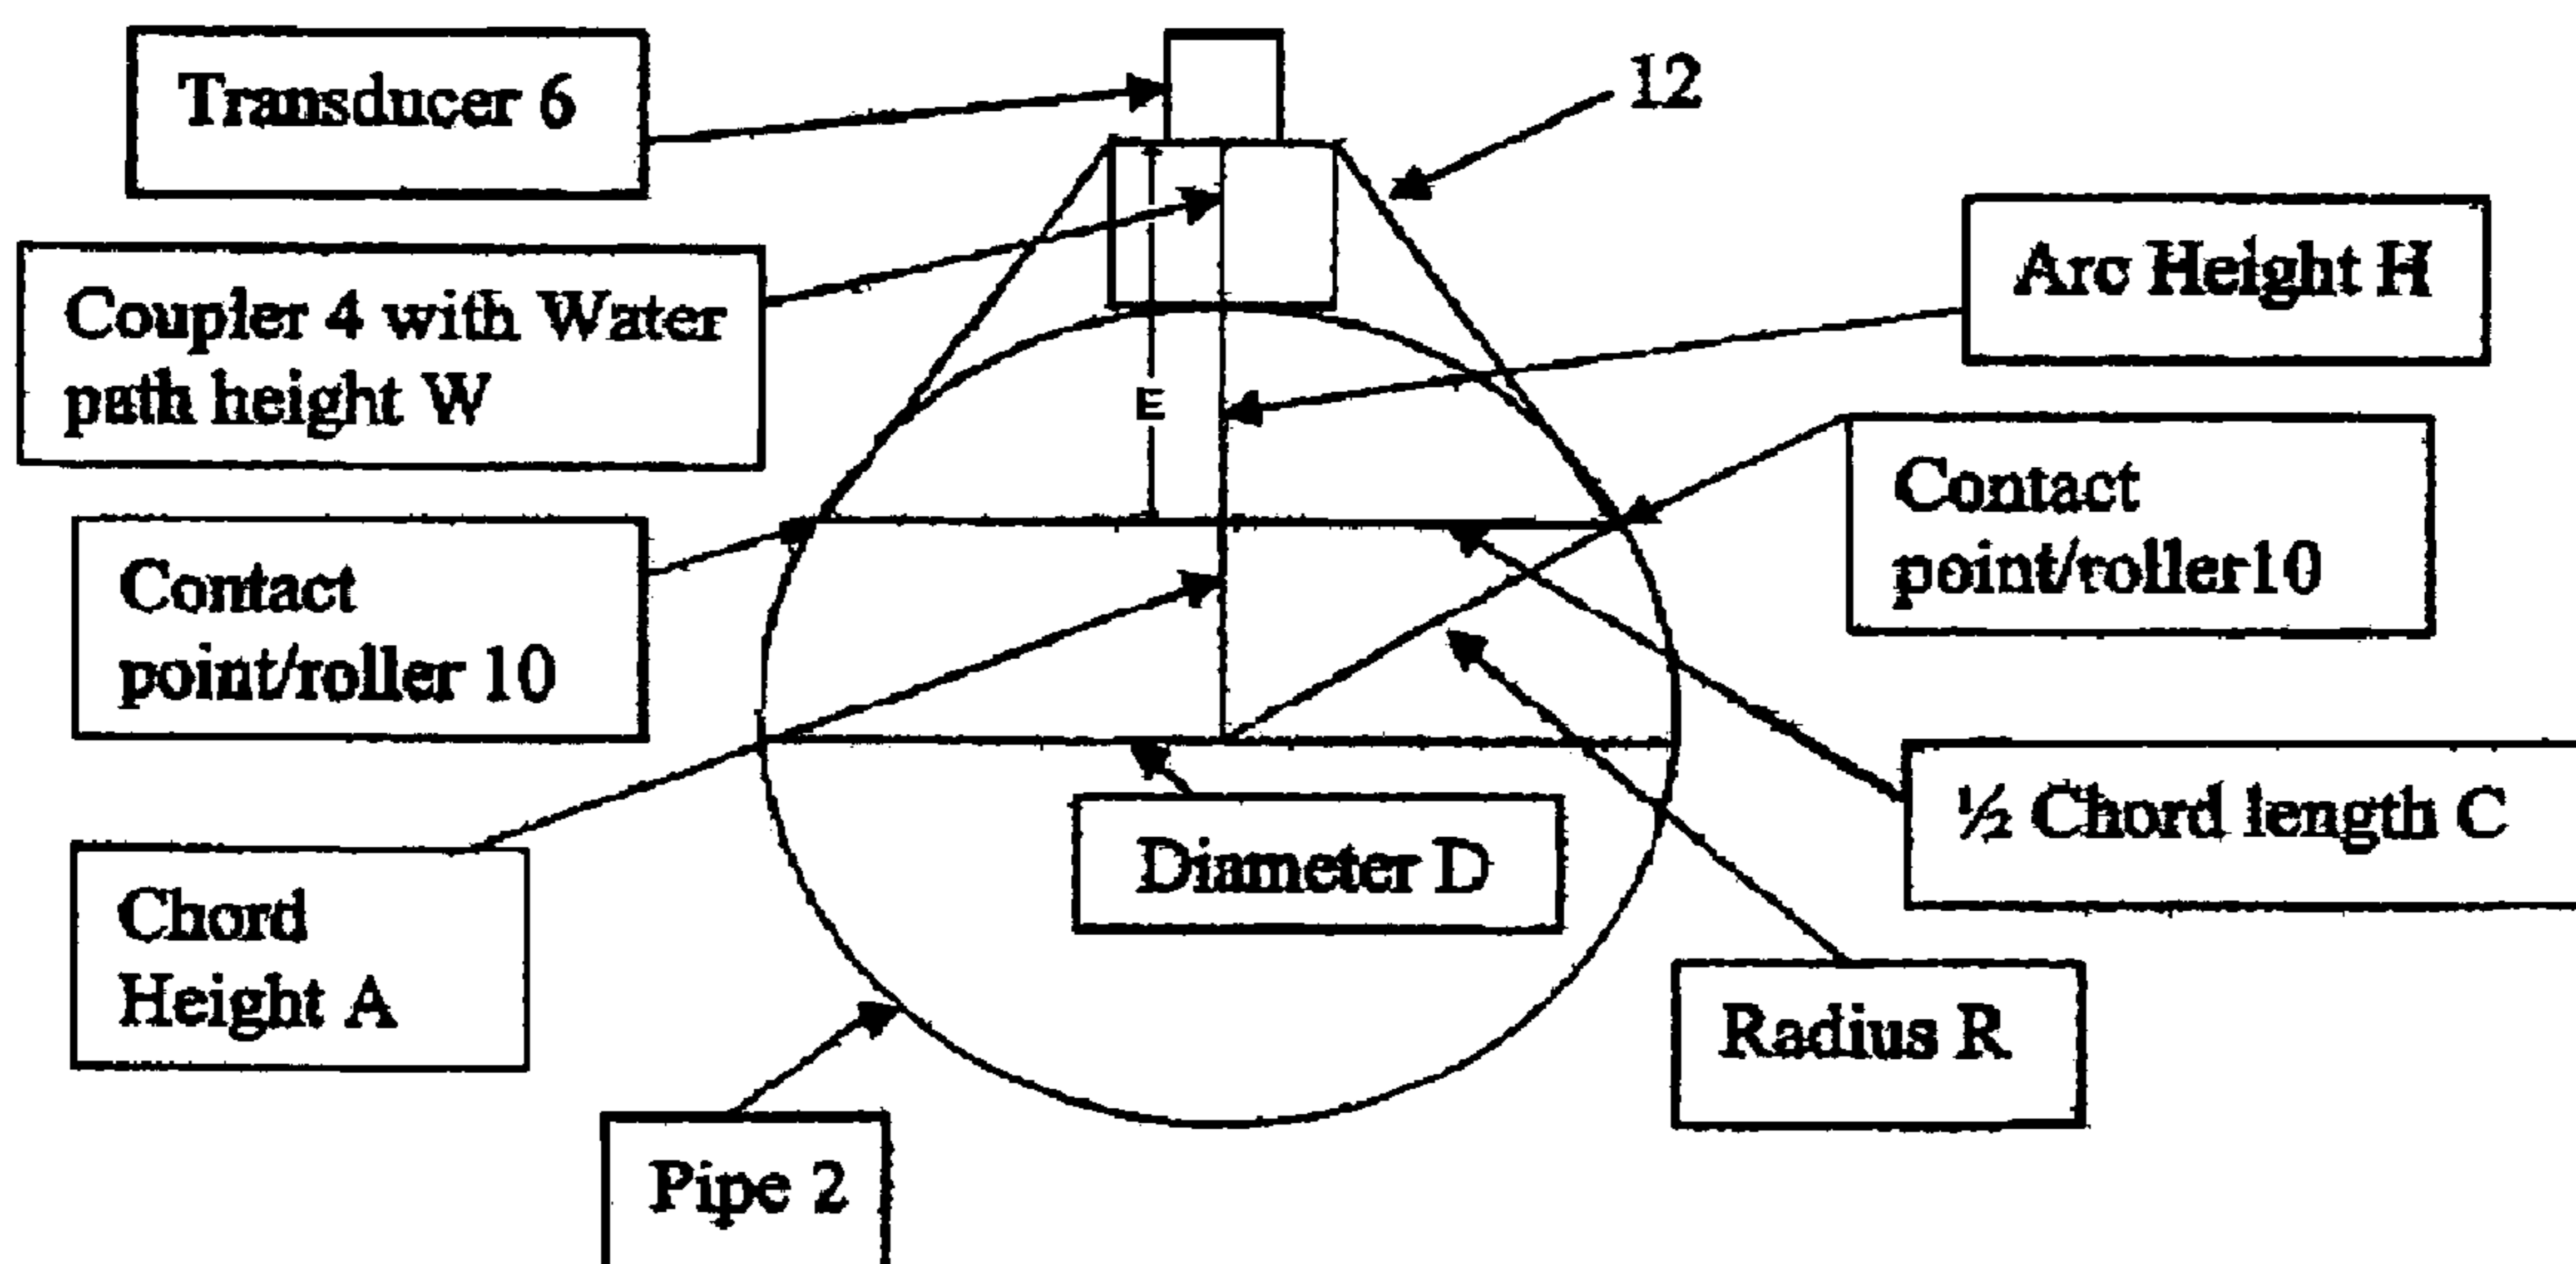 Transducer 6
12
Coupler 4 with Water
path height W
Arc Height H
E
Contact
point/roller10
Contact
point/roller 10
½ Chord length C
Diameter D
Chord
Height A
Radius R
Pipe 2